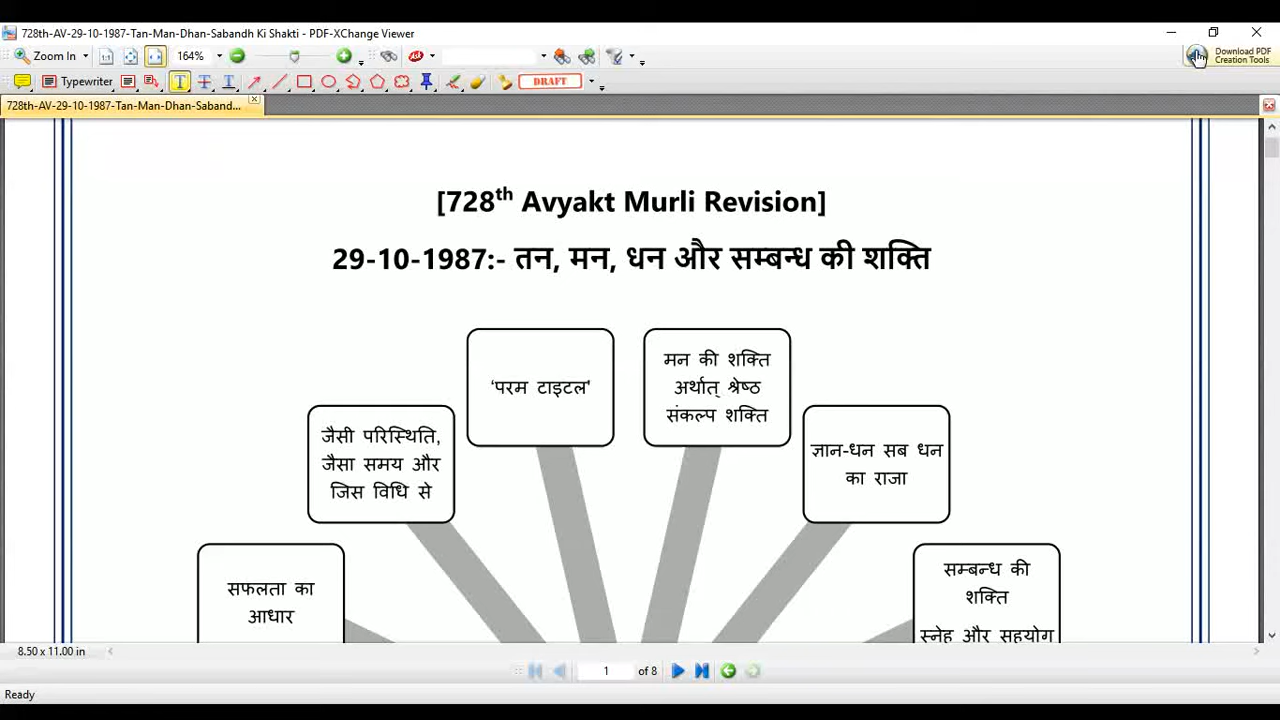 728th-AV-29-10-1987-Tan-Man-Dhan-Sabandh Ki Shakti - PDF-XChange Viewer
Zoom In
164%
Download PDF
Creation Tools
Typewriter
DRAFT
728th-AV-29-10-1987-Tan-Man-Dhan-Saband...
[728th Avyakt Murli Revision]
29-10-1987:- तन, मन, धन और सम्बन्ध की शक्ति
‘परम टाइटल'
मन की शक्ति
अर्थात् श्रेष्ठ
संकल्प शक्ति
जैसी परिस्थिति,
जैसा समय और
जिस विधि से
ज्ञान-धन सब धन
का राजा
सफलता का
आधार
सम्बन्ध की
शक्ति
स्नेह और सहयोग
8.50 x 11.00 in
1 of 8
Ready